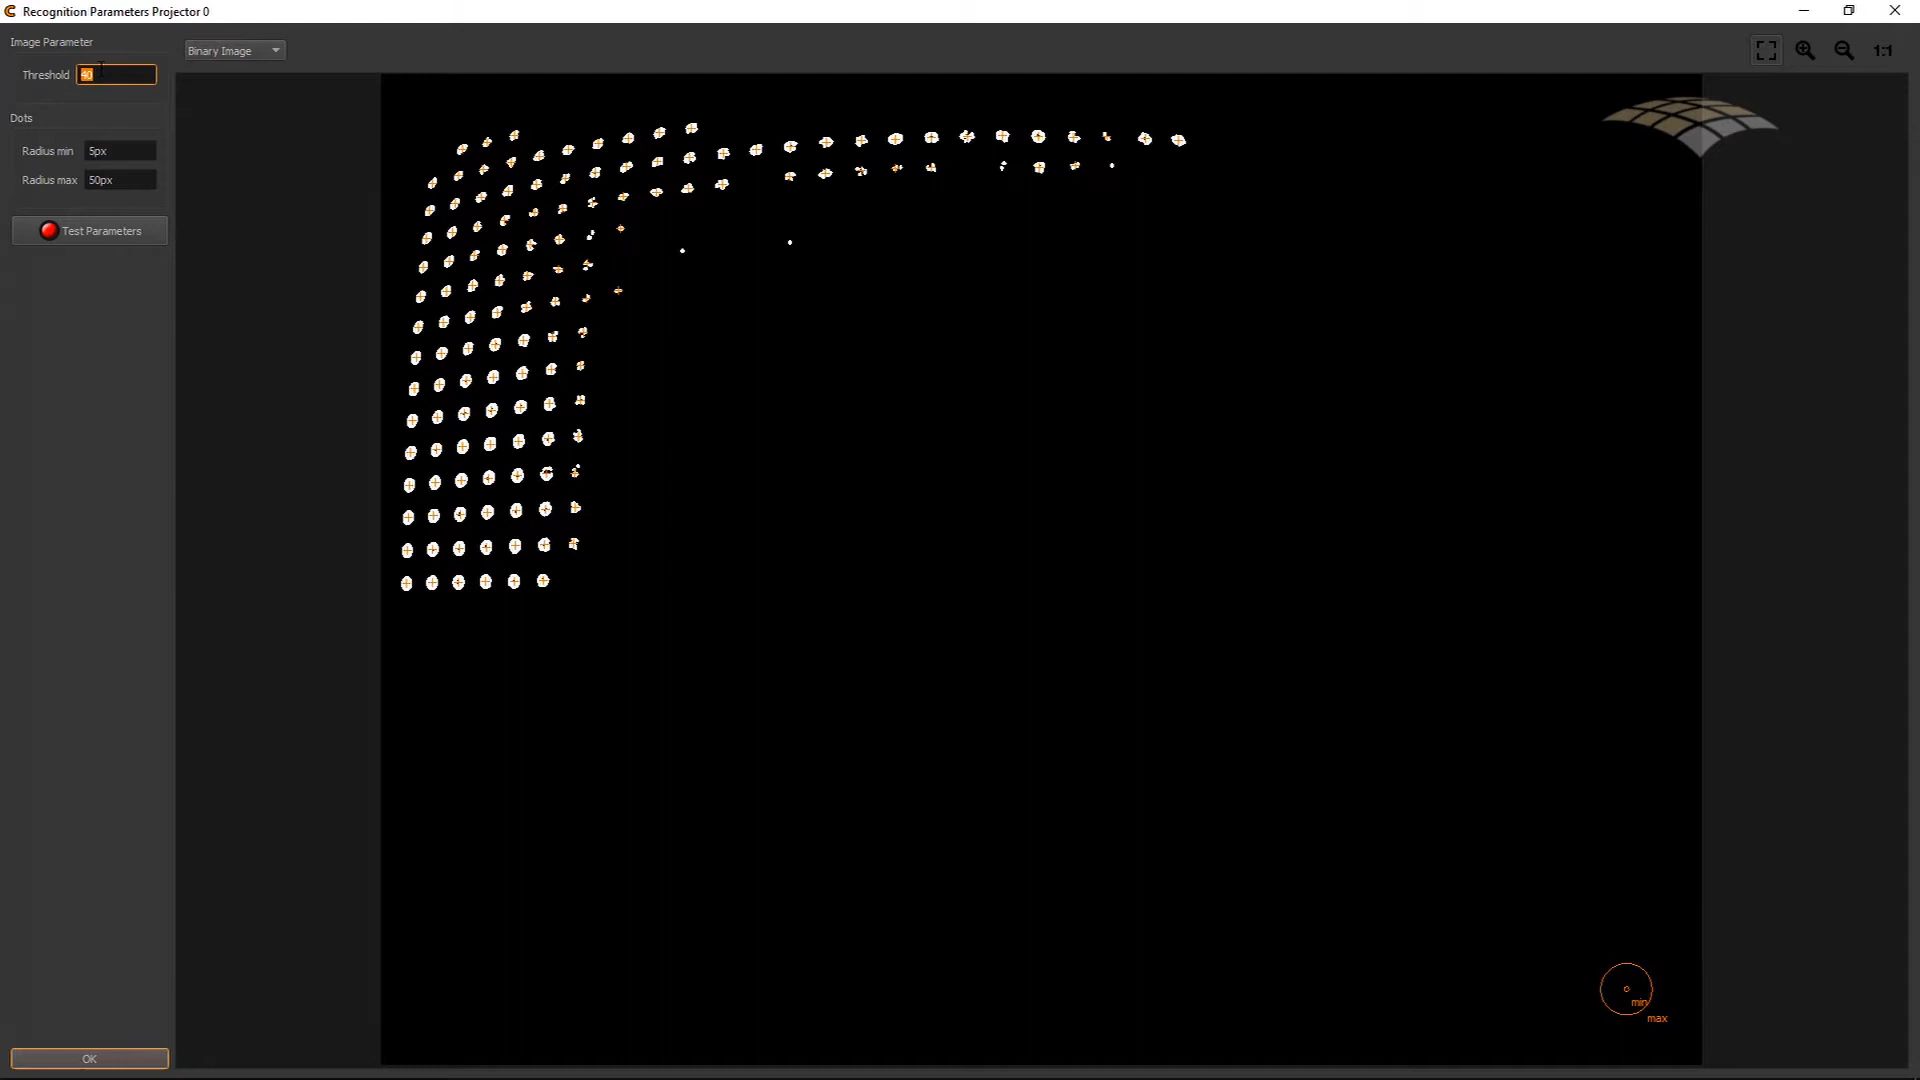 Recognition Parameters Projector 0
Image Parameter
Binary Image
1:1
Threshold 40
Dots
Radius min 5px
Radius max 50px
Test Parameters
min
max
OK